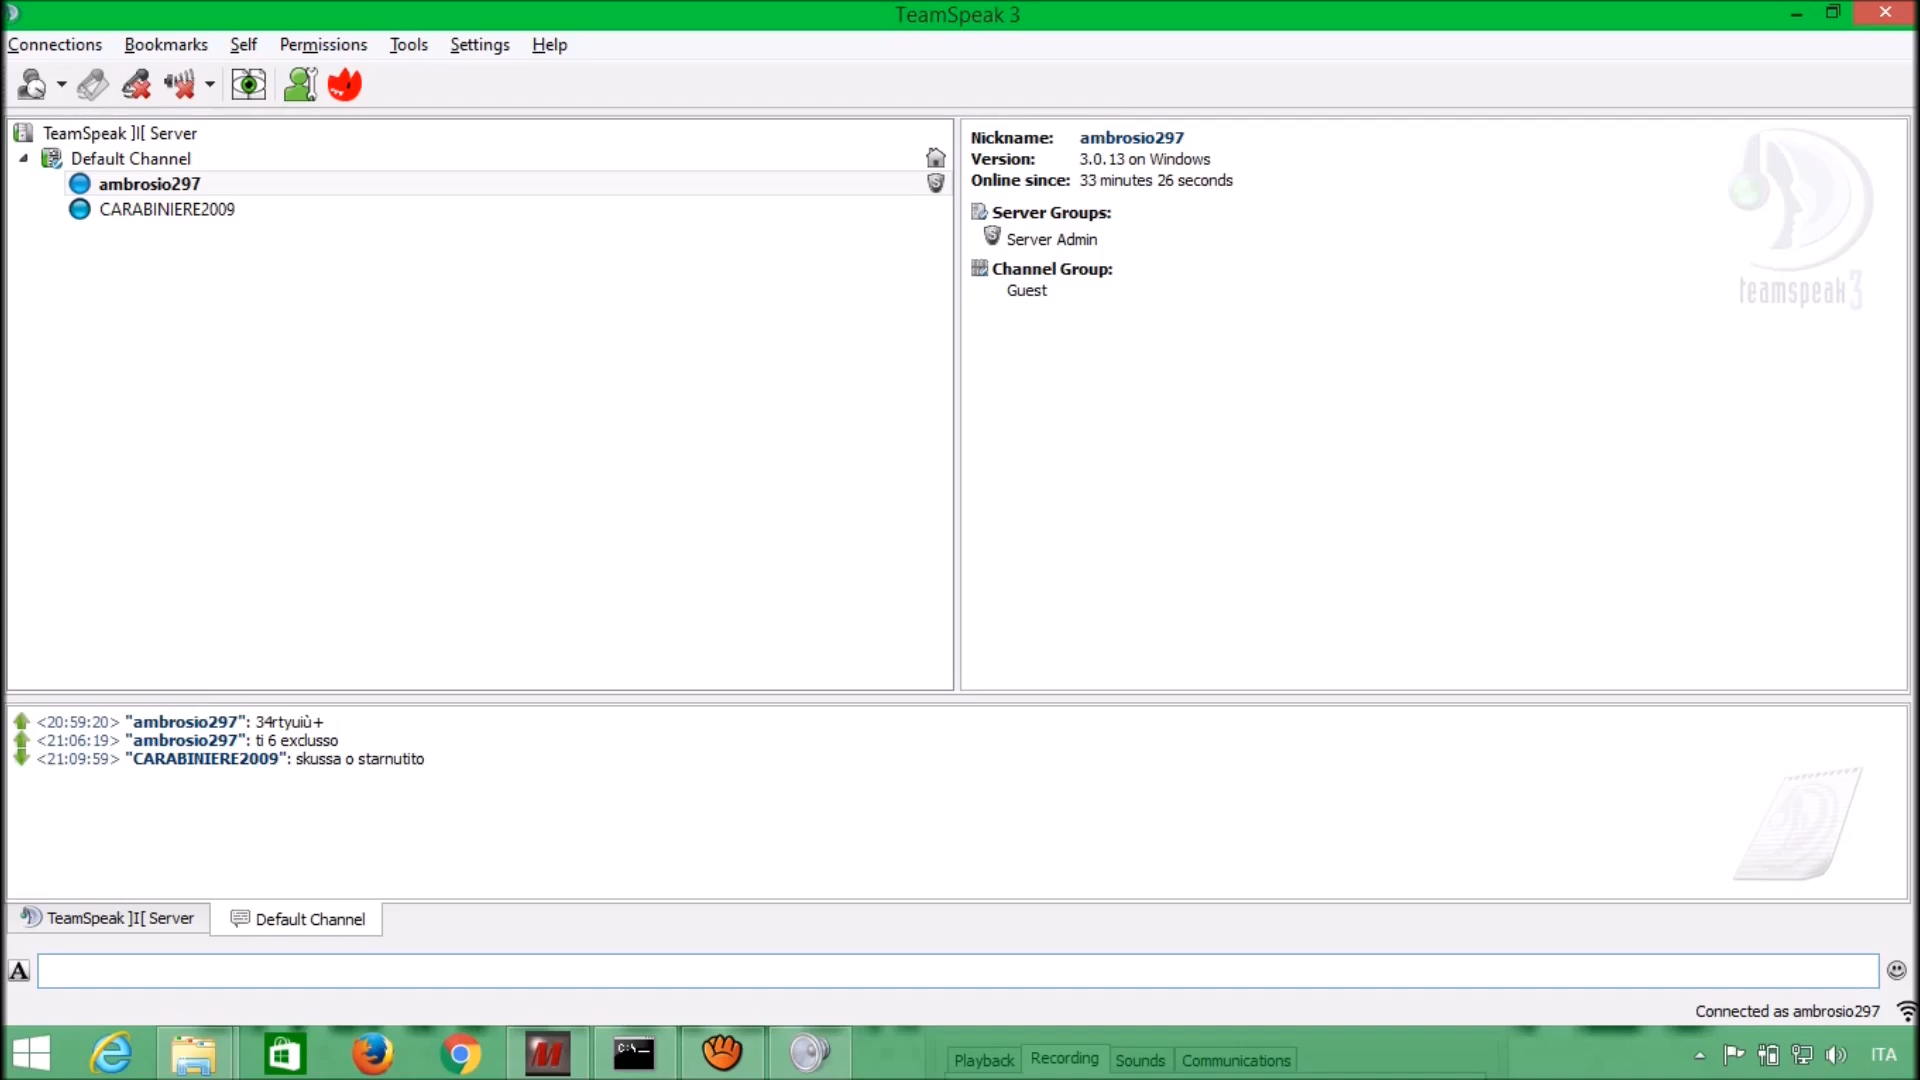 TeamSpeak 3
Connections Bookmarks Self Permissions Tools Settings Help
TeamSpeak ]I[ Server
Default Channel
ambrosio297
CARABINIERE2009
Nickname: ambrosio297
Version: 3.0.13 on Windows
Online since: 33 minutes 26 seconds
Server Groups:
Server Admin
Channel Group:
Guest
teamspeak 3
<20:59:20> "ambrosio297": 34rtyuiù+
<21:06:19> "ambrosio297": ti 6 exclusso
<21:09:59> "CARABINIERE2009": skussa o starnutito
TeamSpeak ]I[ Server Default Channel
A
Connected as ambrosio297
C:\_
Playback Recording Sounds Communications
ITA